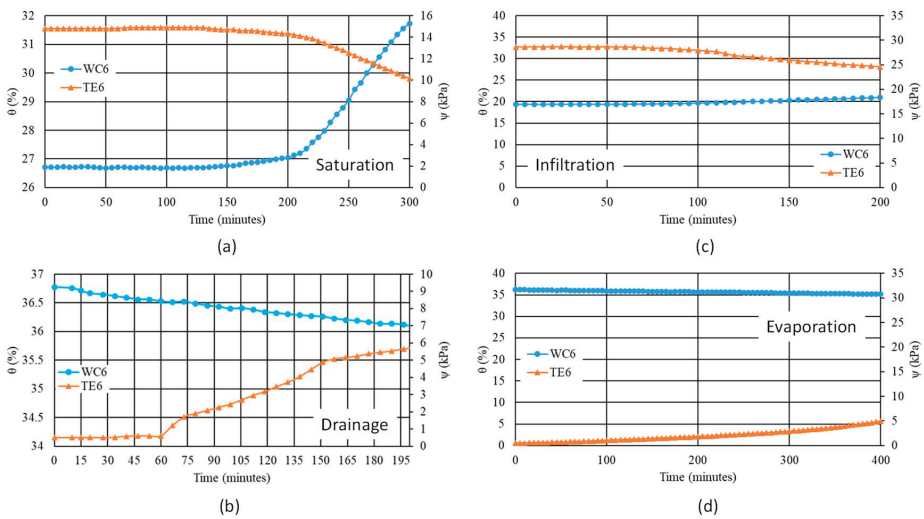 32
31
30
29
28
27
26
θ (%)
16
14
12
10
8
6
4
2
0
ψ (kPa)
WC6
TE6
Saturation
0 50 100 150 200 250 300
Time (minutes)
(a)
40
35
30
25
20
15
10
5
0
θ (%)
35
30
25
20
15
10
5
0
ψ (kPa)
Infiltration
WC6
TE6
0 50 100 150 200
Time (minutes)
(c)
37
36.5
36
35.5
35
34.5
34
θ (%)
10
9
8
7
6
5
4
3
2
1
0
ψ (kPa)
WC6
TE6
Drainage
0 15 30 45 60 75 90 105 120 135 150 165 180 195
Time (minutes)
(b)
40
35
30
25
20
15
10
5
0
θ (%)
35
30
25
20
15
10
5
0
ψ (kPa)
Evaporation
WC6
TE6
0 100 200 300 400
Time (minutes)
(d)